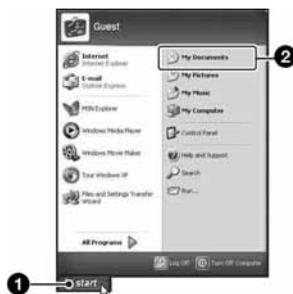 Guest
Internet
Internet Explorer
E-mail
Outlook Express
MSN Explorer
Windows Media Player
Windows Movie Maker
Tour Windows XP
Files and Settings Transfer
Wizard
All Programs
My Documents
My Pictures
My Music
My Computer
Control Panel
Help and Support
Search
Run...
Log Off
Turn Off Computer
start
1
2